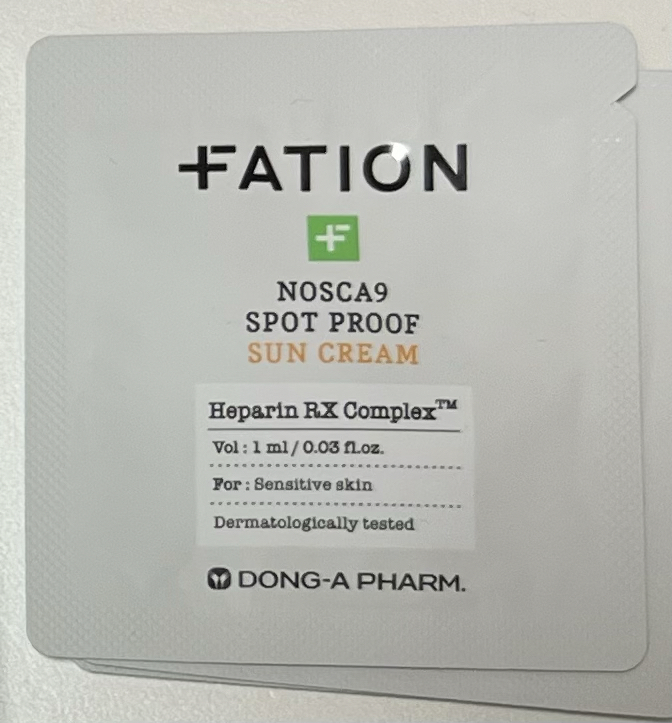 FATION
NOSCA9
SPOT PROOF
SUN CREAM
Heparin RX Complex™
Vol : 1 ml / 0.03 fl.oz.
For : Sensitive skin
Dermatologically tested
DONG-A PHARM.